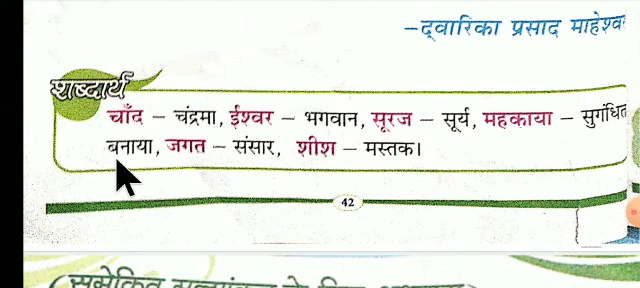 –द्वारिका प्रसाद
शब्दार्थ
चाँद – चंद्रमा, ईश्वर – भगवान, सूरज – सूर्य, महकाया – सुगंधित
बनाया, जगत – संसार, शीश – मस्तक।
42